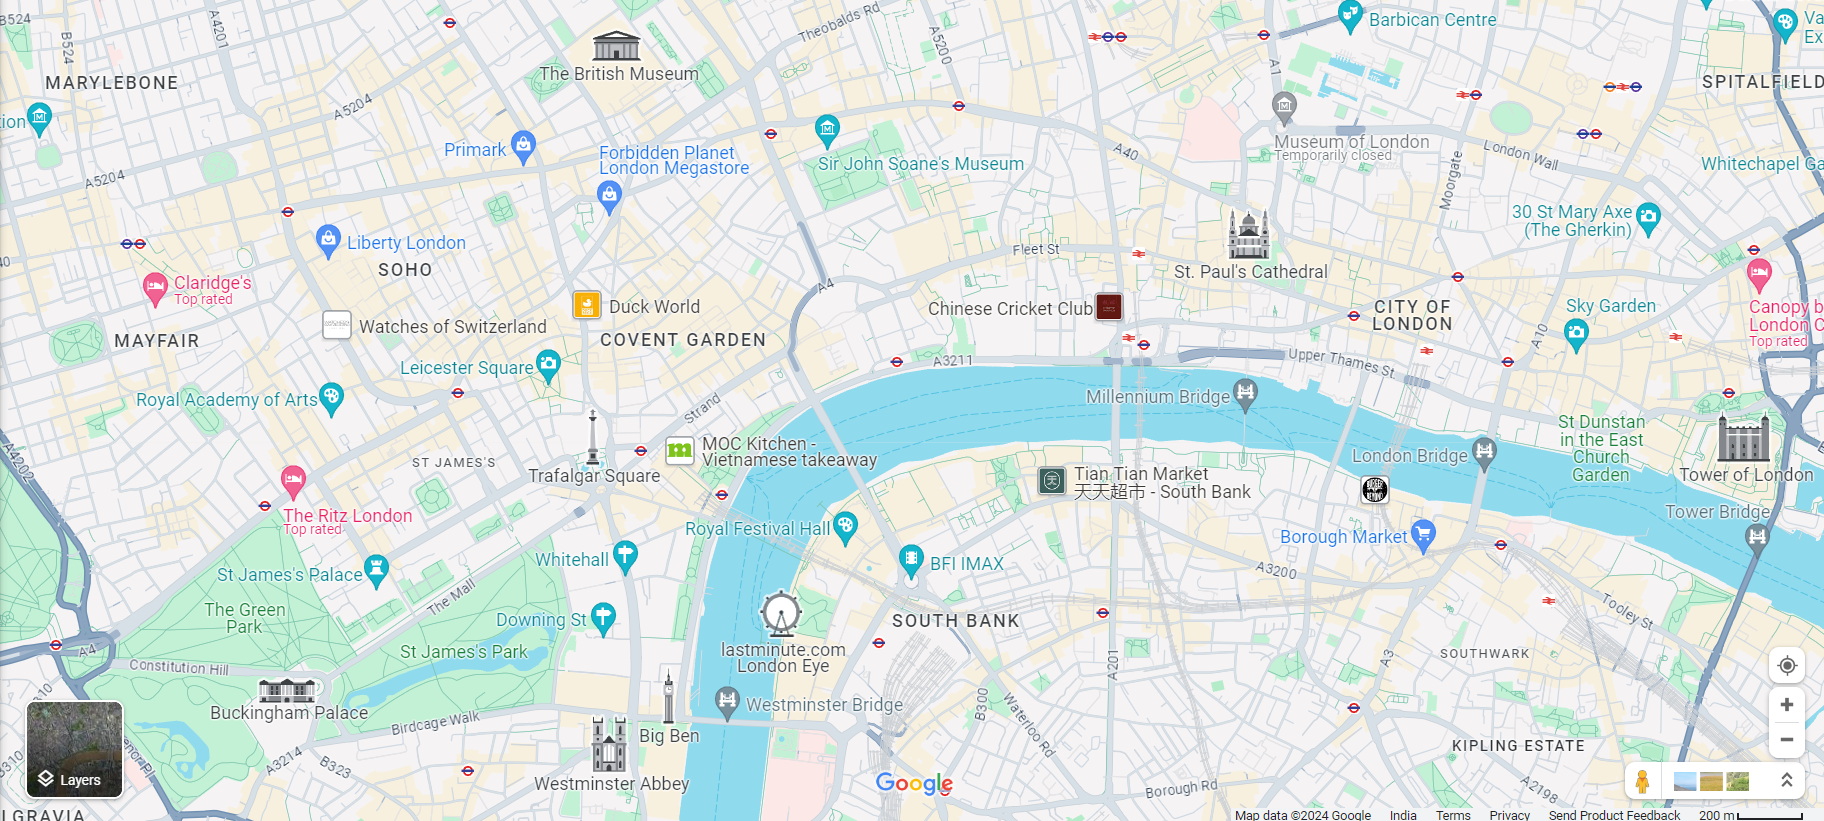 B524
A4201
B524
Theobalds Rd
A5200
Barbican Centre
Va
Ex
The British Museum
MARYLEBONE
A5204
A1
SPITALFIELD
tion
Primark
Forbidden Planet
London Megastore
Sir John Soane's Museum
A40
Museum of London
Temporarily closed
Moorgate
London Wall
Whitechapel Ga
A5204
30 St Mary Axe
(The Gherkin)
Liberty London
SOHO
Fleet St
St. Paul's Cathedral
40
Claridge's
Top rated
A4
Duck World
Chinese Cricket Club
CITY OF
LONDON
Sky Garden
A10
Canopy b
London C
Top rated
Watches of Switzerland
MAYFAIR
COVENT GARDEN
Leicester Square
A3211
Upper Thames St.
Royal Academy of Arts
Strand
Millennium Bridge
St Dunstan
in the East
Church
Garden
MOC Kitchen -
Vietnamese takeaway
London Bridge
ST JAMES'S
Trafalgar Square
A4202
Tian Tian Market
天天超市 - South Bank
Tower of London
BEYOND
The Ritz London
Top rated
Royal Festival Hall
Tower Bridge
Borough Market
Whitehall
BFI IMAX
A3200
St James's Palace
The Mall
The Green
Park
Downing St
SOUTH BANK
Tooley St
A4
St James's Park
lastminute.com
London Eye
A201
A3
SOUTHWARK
Constitution Hill
310
Buckingham Palace
Birdcage Walk
Westminster Bridge
B300
Waterloo Rd
Big Ben
KIPLING ESTATE
A3214
B323
Westminster Abbey
Layers
Google
Borough Rd
A2198
LGRAVIA
Map data ©2024 Google India Terms Privacy Send Product Feedback 200 m